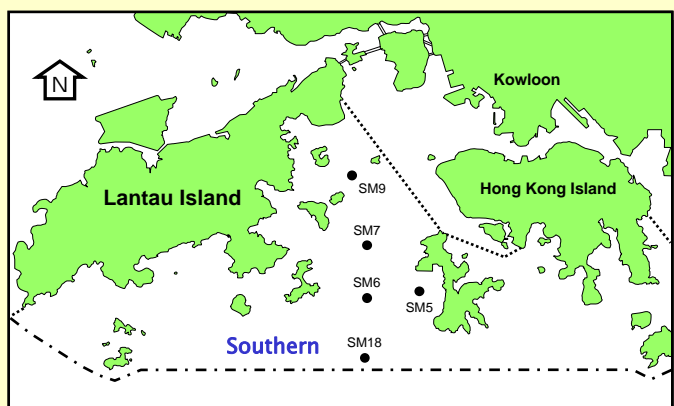 N
Kowloon
Lantau Island
SM9
Hong Kong Island
SM7
SM6
SM5
Southern
SM18